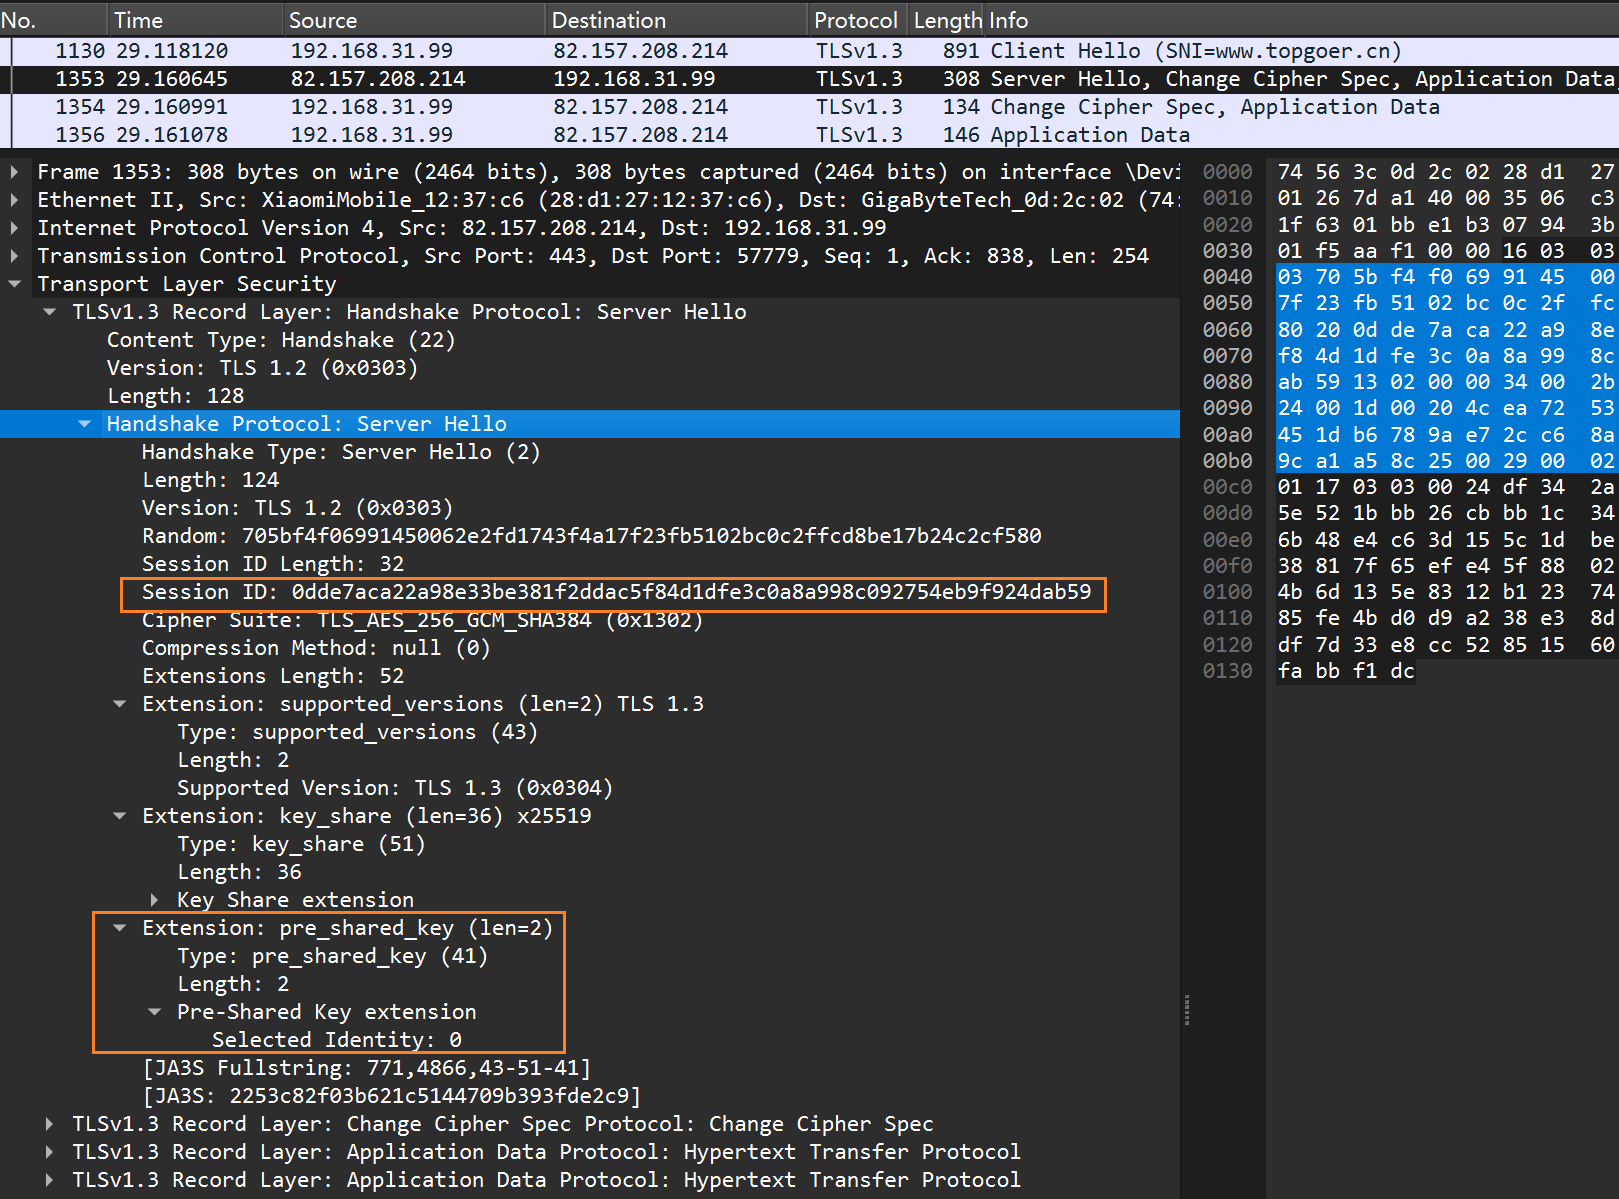 No. Time Source Destination Protocol Length Info
1130 29.118120 192.168.31.99 82.157.208.214 TLSv1.3 891 Client Hello (SNI=www.topgoer.cn)
1353 29.160645 82.157.208.214 192.168.31.99 TLSv1.3 308 Server Hello, Change Cipher Spec, Application Data,
1354 29.160991 192.168.31.99 82.157.208.214 TLSv1.3 134 Change Cipher Spec, Application Data
1356 29.161078 192.168.31.99 82.157.208.214 TLSv1.3 146 Application Data
Frame 1353: 308 bytes on wire (2464 bits), 308 bytes captured (2464 bits) on interface \Devi
Ethernet II, Src: XiaomiMobile_12:37:c6 (28:d1:27:12:37:c6), Dst: GigaByteTech_0d:2c:02 (74:
Internet Protocol Version 4, Src: 82.157.208.214, Dst: 192.168.31.99
Transmission Control Protocol, Src Port: 443, Dst Port: 57779, Seq: 1, Ack: 838, Len: 254
Transport Layer Security
TLSv1.3 Record Layer: Handshake Protocol: Server Hello
Content Type: Handshake (22)
Version: TLS 1.2 (0x0303)
Length: 128
Handshake Protocol: Server Hello
Handshake Type: Server Hello (2)
Length: 124
Version: TLS 1.2 (0x0303)
Random: 705bf4f06991450062e2fd1743f4a17f23fb5102bc0c2ffcd8be17b24c2cf580
Session ID Length: 32
Session ID: 0dde7aca22a98e33be381f2ddac5f84d1dfe3c0a8a998c092754eb9f924dab59
Cipher Suite: TLS_AES_256_GCM_SHA384 (0x1302)
Compression Method: null (0)
Extensions Length: 52
Extension: supported_versions (len=2) TLS 1.3
Type: supported_versions (43)
Length: 2
Supported Version: TLS 1.3 (0x0304)
Extension: key_share (len=36) x25519
Type: key_share (51)
Length: 36
Key Share extension
Extension: pre_shared_key (len=2)
Type: pre_shared_key (41)
Length: 2
Pre-Shared Key extension
Selected Identity: 0
[JA3S Fullstring: 771,4866,43-51-41]
[JA3S: 2253c82f03b621c5144709b393fde2c9]
TLSv1.3 Record Layer: Change Cipher Spec Protocol: Change Cipher Spec
TLSv1.3 Record Layer: Application Data Protocol: Hypertext Transfer Protocol
TLSv1.3 Record Layer: Application Data Protocol: Hypertext Transfer Protocol
0000 74 56 3c 0d 2c 02 28 d1 27
0010 01 26 7d a1 40 00 35 06 c3
0020 1f 63 01 bb e1 b3 07 94 3b
0030 01 f5 aa f1 00 00 16 03 03
0040 03 70 5b f4 f0 69 91 45 00
0050 7f 23 fb 51 02 bc 0c 2f fc
0060 80 20 0d de 7a ca 22 a9 8e
0070 f8 4d 1d fe 3c 0a 8a 99 8c
0080 ab 59 13 02 00 00 34 00 2b
0090 24 00 1d 00 20 4c ea 72 53
00a0 45 1d b6 78 9a e7 2c c6 8a
00b0 9c a1 a5 8c 25 00 29 00 02
00c0 01 17 03 03 00 24 df 34 2a
00d0 5e 52 1b bb 26 cb bb 1c 34
00e0 6b 48 e4 c6 3d 15 5c 1d be
00f0 38 81 7f 65 ef e4 5f 88 02
0100 4b 6d 13 5e 83 12 b1 23 74
0110 85 fe 4b d0 d9 a2 38 e3 8d
0120 df 7d 33 e8 cc 52 85 15 60
0130 fa bb f1 dc